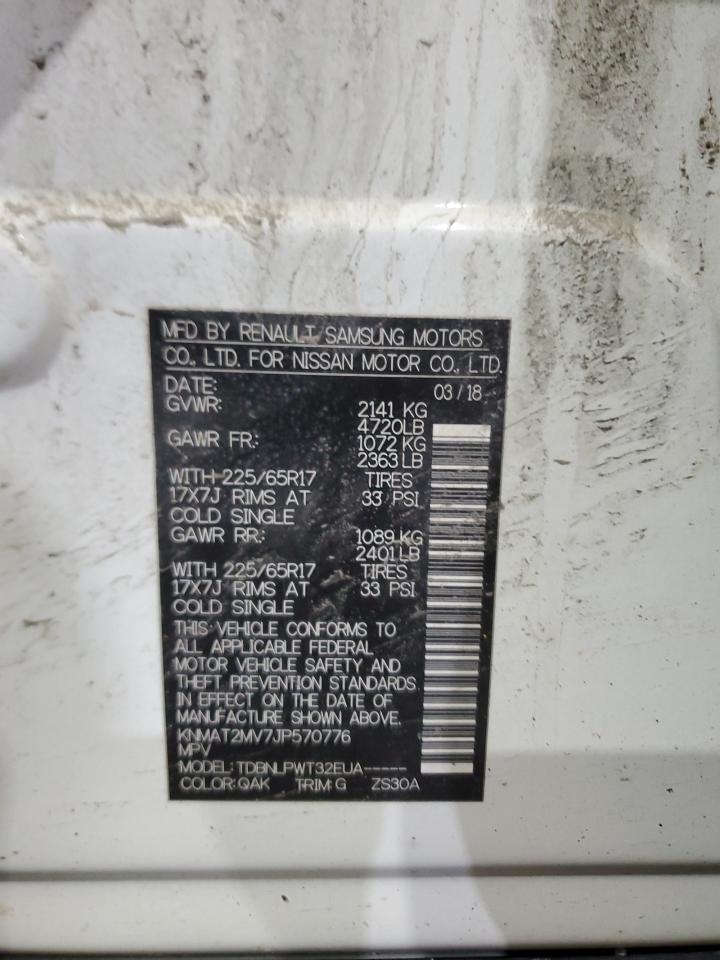 MFD BY RENAULT SAMSUNG MOTORS
CO., LTD. FOR NISSAN MOTOR CO., LTD.
DATE: 03/18
GVWR: 2141 KG
4720LB
GAWR FR.: 1072 KG
2363 LB
WITH 225/65R17 TIRES
17X7J RIMS AT 33 PSI
COLD SINGLE
GAWR RR.: 1089 KG
2401 LB
WITH 225/65R17 TIRES
17X7J RIMS AT 33 PSI
COLD SINGLE
THIS VEHICLE CONFORMS TO
ALL APPLICABLE FEDERAL
MOTOR VEHICLE SAFETY AND
THEFT PREVENTION STANDARDS
IN EFFECT ON THE DATE OF
MANUFACTURE SHOWN ABOVE.
KNMAT2MV7JP570776
MPV
MODEL: TDBNLPWT32EUA-----
COLOR: QAK TRIM: G ZS30A